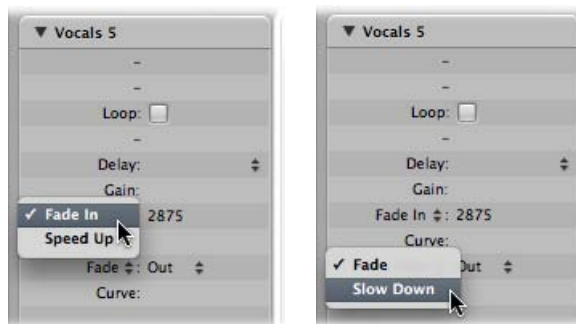 Vocals 5
-
-
Loop:
-
Delay:
Gain:
✓ Fade In 2875
Speed Up
Fade : Out
Curve:
Vocals 5
-
-
Loop:
-
Delay:
Gain:
Fade In : 2875
Curve:
✓ Fade Out
Slow Down